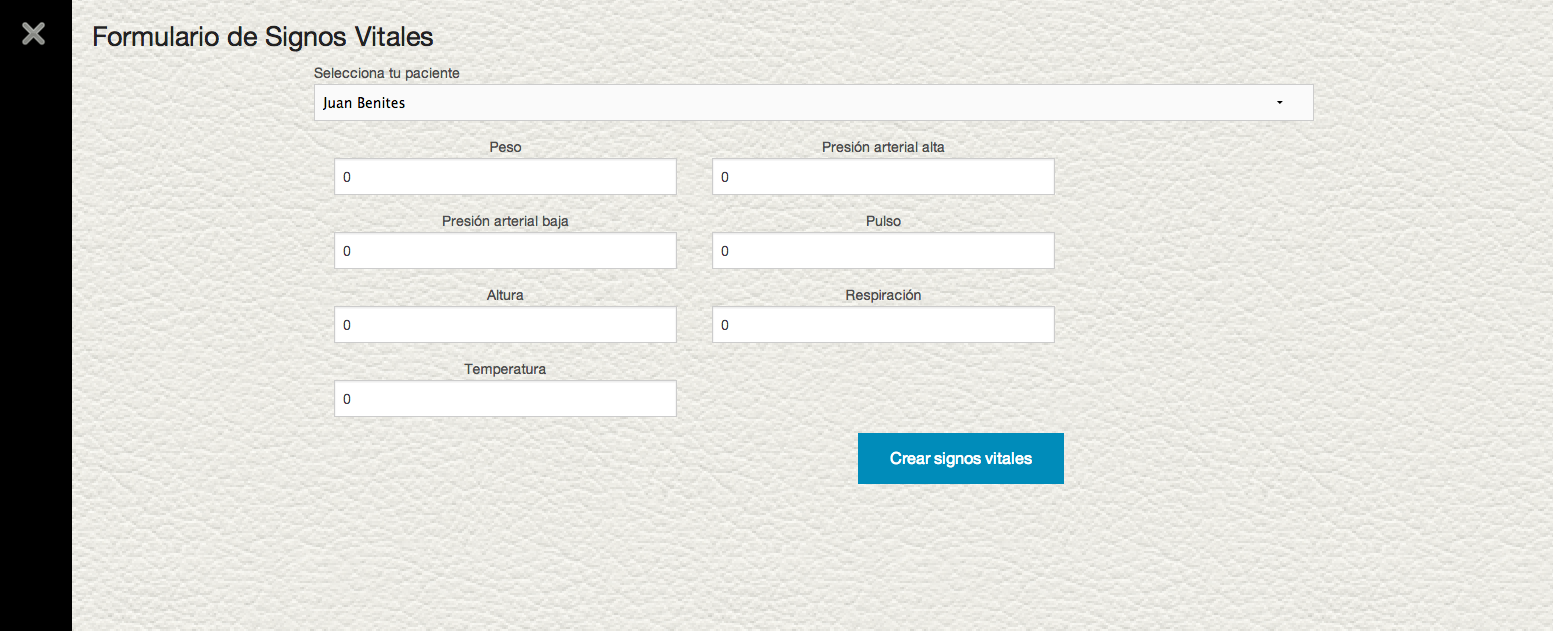 Formulario de Signos Vitales
Selecciona tu paciente
Juan Benites
Peso
Presión arterial alta
0
0
Presión arterial baja
Pulso
0
0
Altura
Respiración
0
0
Temperatura
0
Crear signos vitales